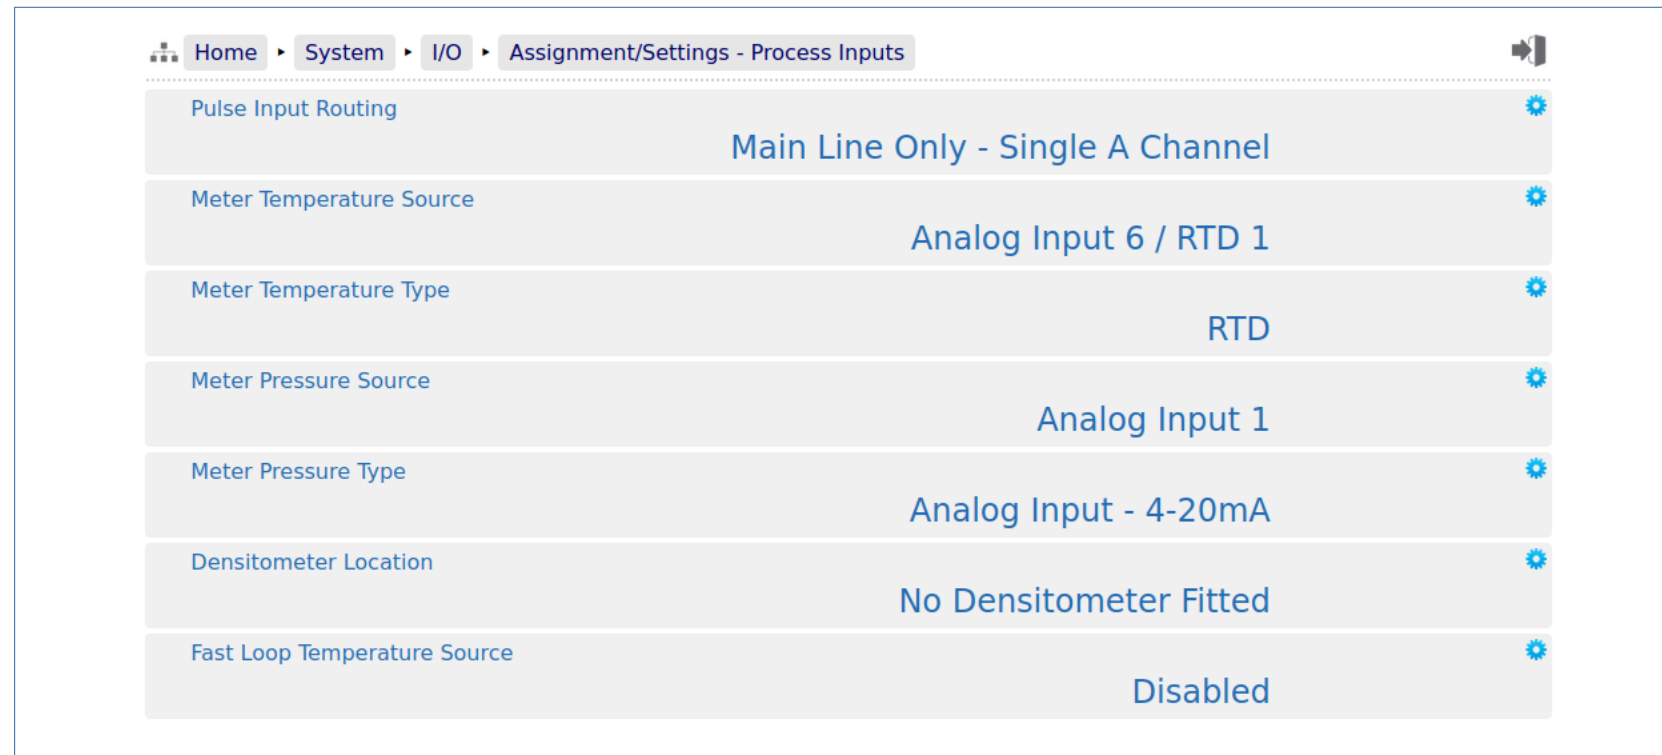 Home ‣ System ‣ I/O ‣ Assignment/Settings - Process Inputs
Pulse Input Routing
Main Line Only - Single A Channel
Meter Temperature Source
Analog Input 6 / RTD 1
Meter Temperature Type
RTD
Meter Pressure Source
Analog Input 1
Meter Pressure Type
Analog Input - 4-20mA
Densitometer Location
No Densitometer Fitted
Fast Loop Temperature Source
Disabled